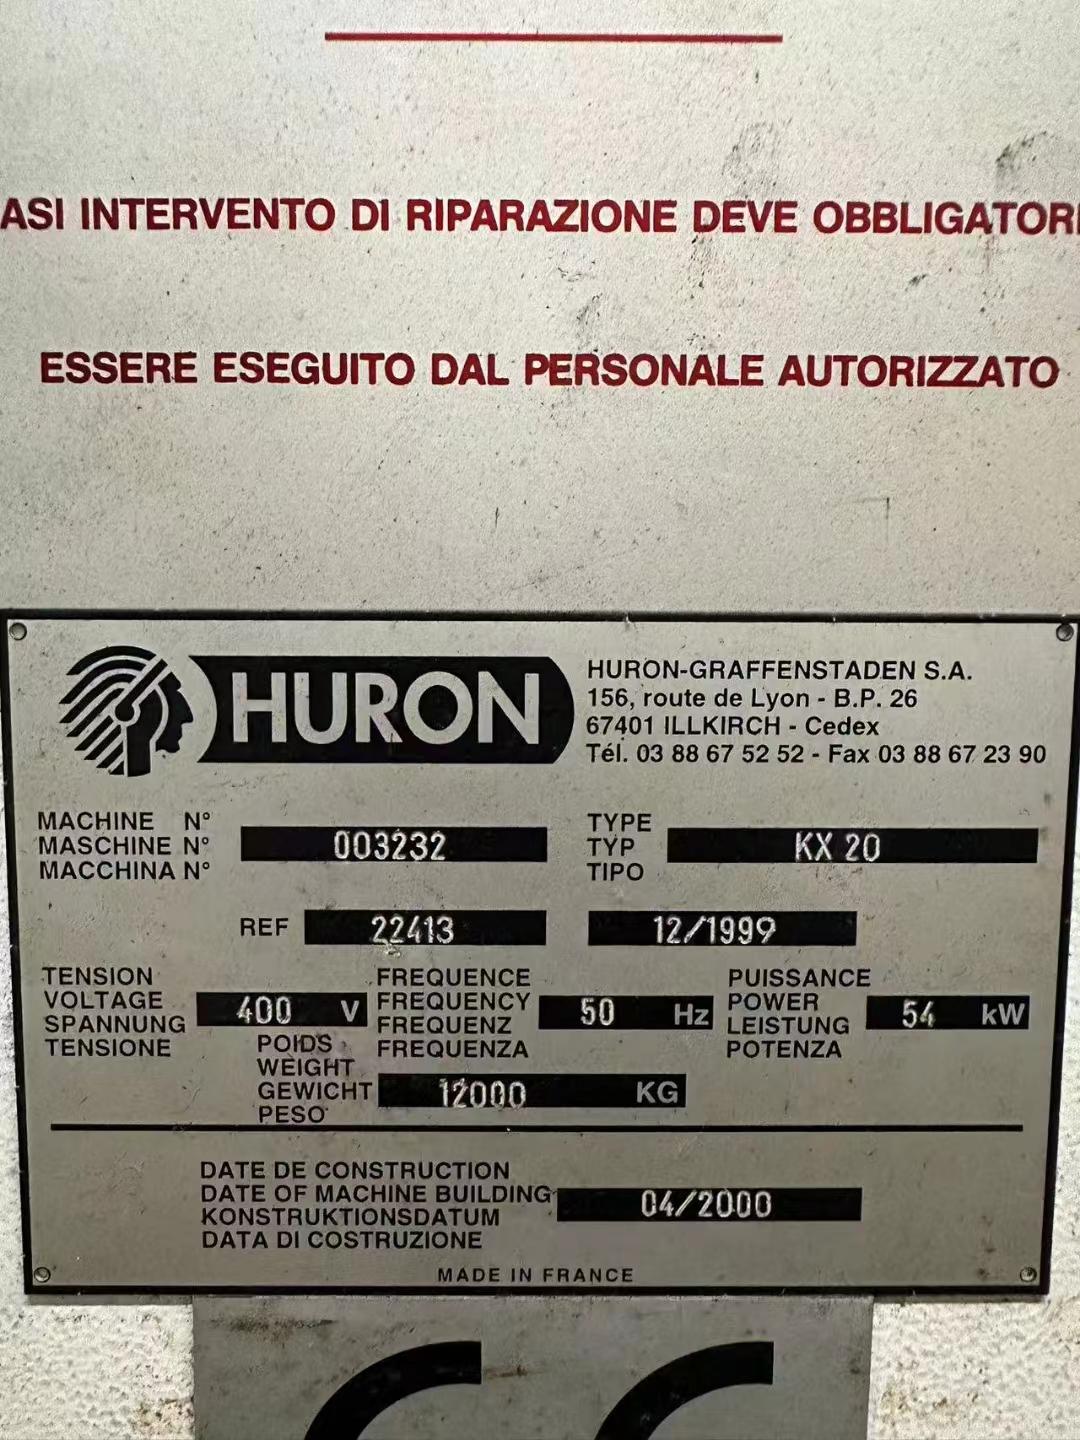 ASI INTERVENTO DI RIPARAZIONE DEVE OBBLIGATORI
ESSERE ESEGUITO DAL PERSONALE AUTORIZZATO
HURON
HURON-GRAFFENSTADEN S.A.
156, route de Lyon - B.P. 26
67401 ILLKIRCH - Cedex
Tél. 03 88 67 52 52 - Fax 03 88 67 23 90
MACHINE N°
MASCHINE N°
MACCHINA N°
003232
TYPE
TYP
TIPO
KX 20
REF 22413
12/1999
TENSION
VOLTAGE
SPANNUNG
TENSIONE
400 V
FREQUENCE
FREQUENCY
FREQUENZ
FREQUENZA
50 Hz
PUISSANCE
POWER
LEISTUNG
POTENZA
54 kW
POIDS
WEIGHT
GEWICHT
PESO
12000 KG
DATE DE CONSTRUCTION
DATE OF MACHINE BUILDING
KONSTRUKTIONSDATUM
DATA DI COSTRUZIONE
04/2000
MADE IN FRANCE
CE